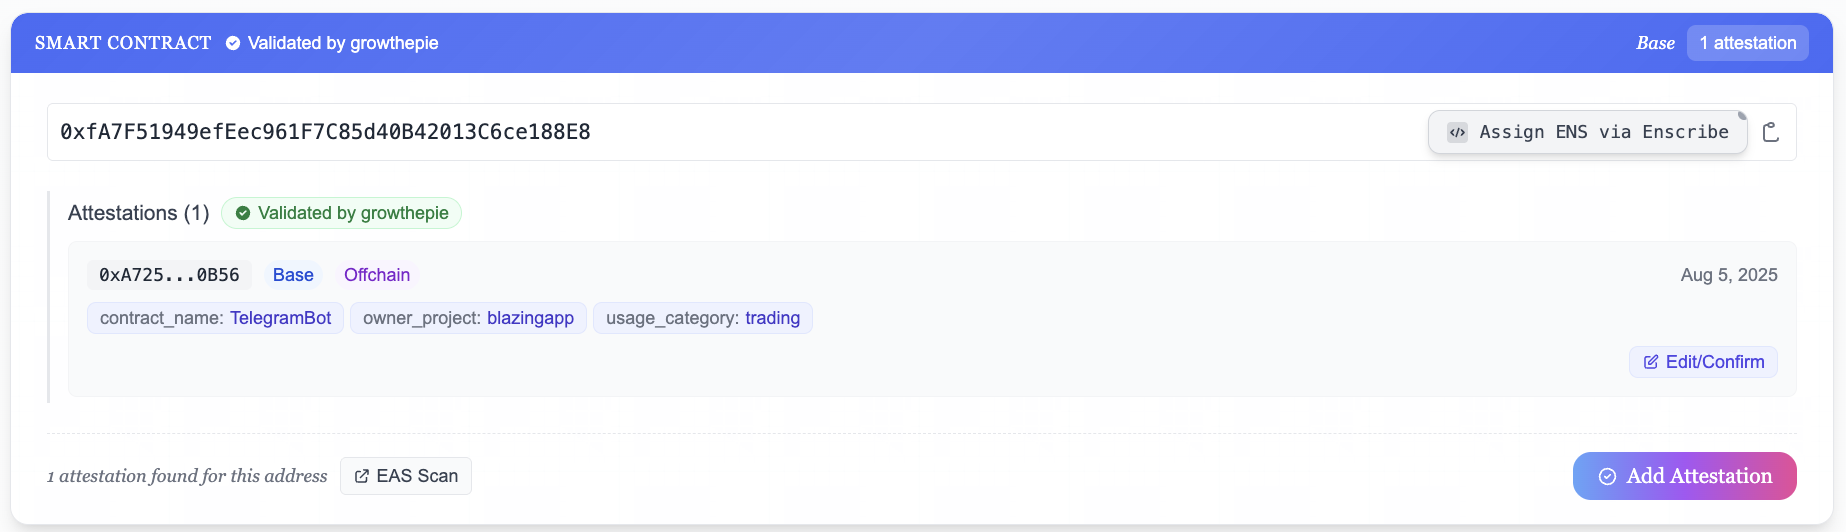 SMART CONTRACT Validated by growthepie Base 1 attestation
0xfA7F51949efEec961F7C85d40B42013C6ce188E8 </> Assign ENS via Enscribe
Attestations (1) Validated by growthepie
0xA725...0B56 Base Offchain Aug 5, 2025
contract_name: TelegramBot owner_project: blazingapp usage_category: trading
Edit/Confirm
1 attestation found for this address EAS Scan Add Attestation